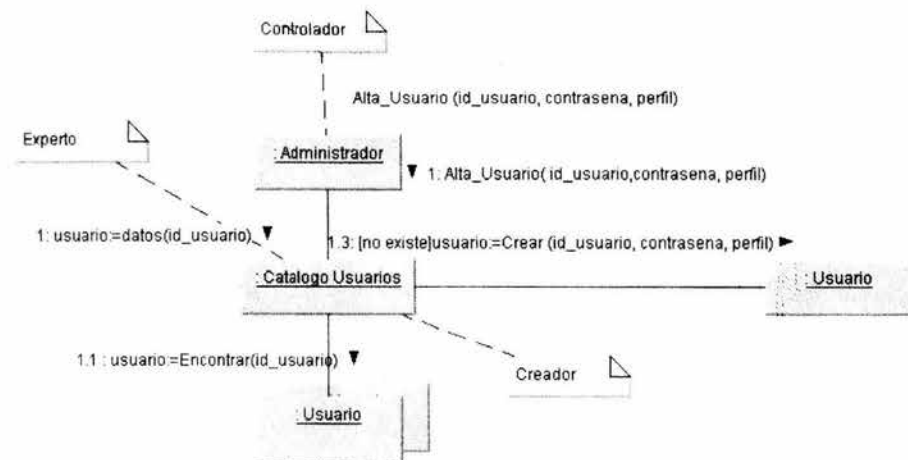 Controlador
Alta_Usuario (id_usuario, contrasena, perfil)
Experto
: Administrador
1: Alta_Usuario( id_usuario,contrasena, perfil)
1: usuario:=datos(id_usuario)
1.3: [no existe]usuario:=Crear (id_usuario, contrasena, perfil)
: Catalogo Usuarios
: Usuario
1.1 : usuario:=Encontrar(id_usuario)
Creador
: Usuario